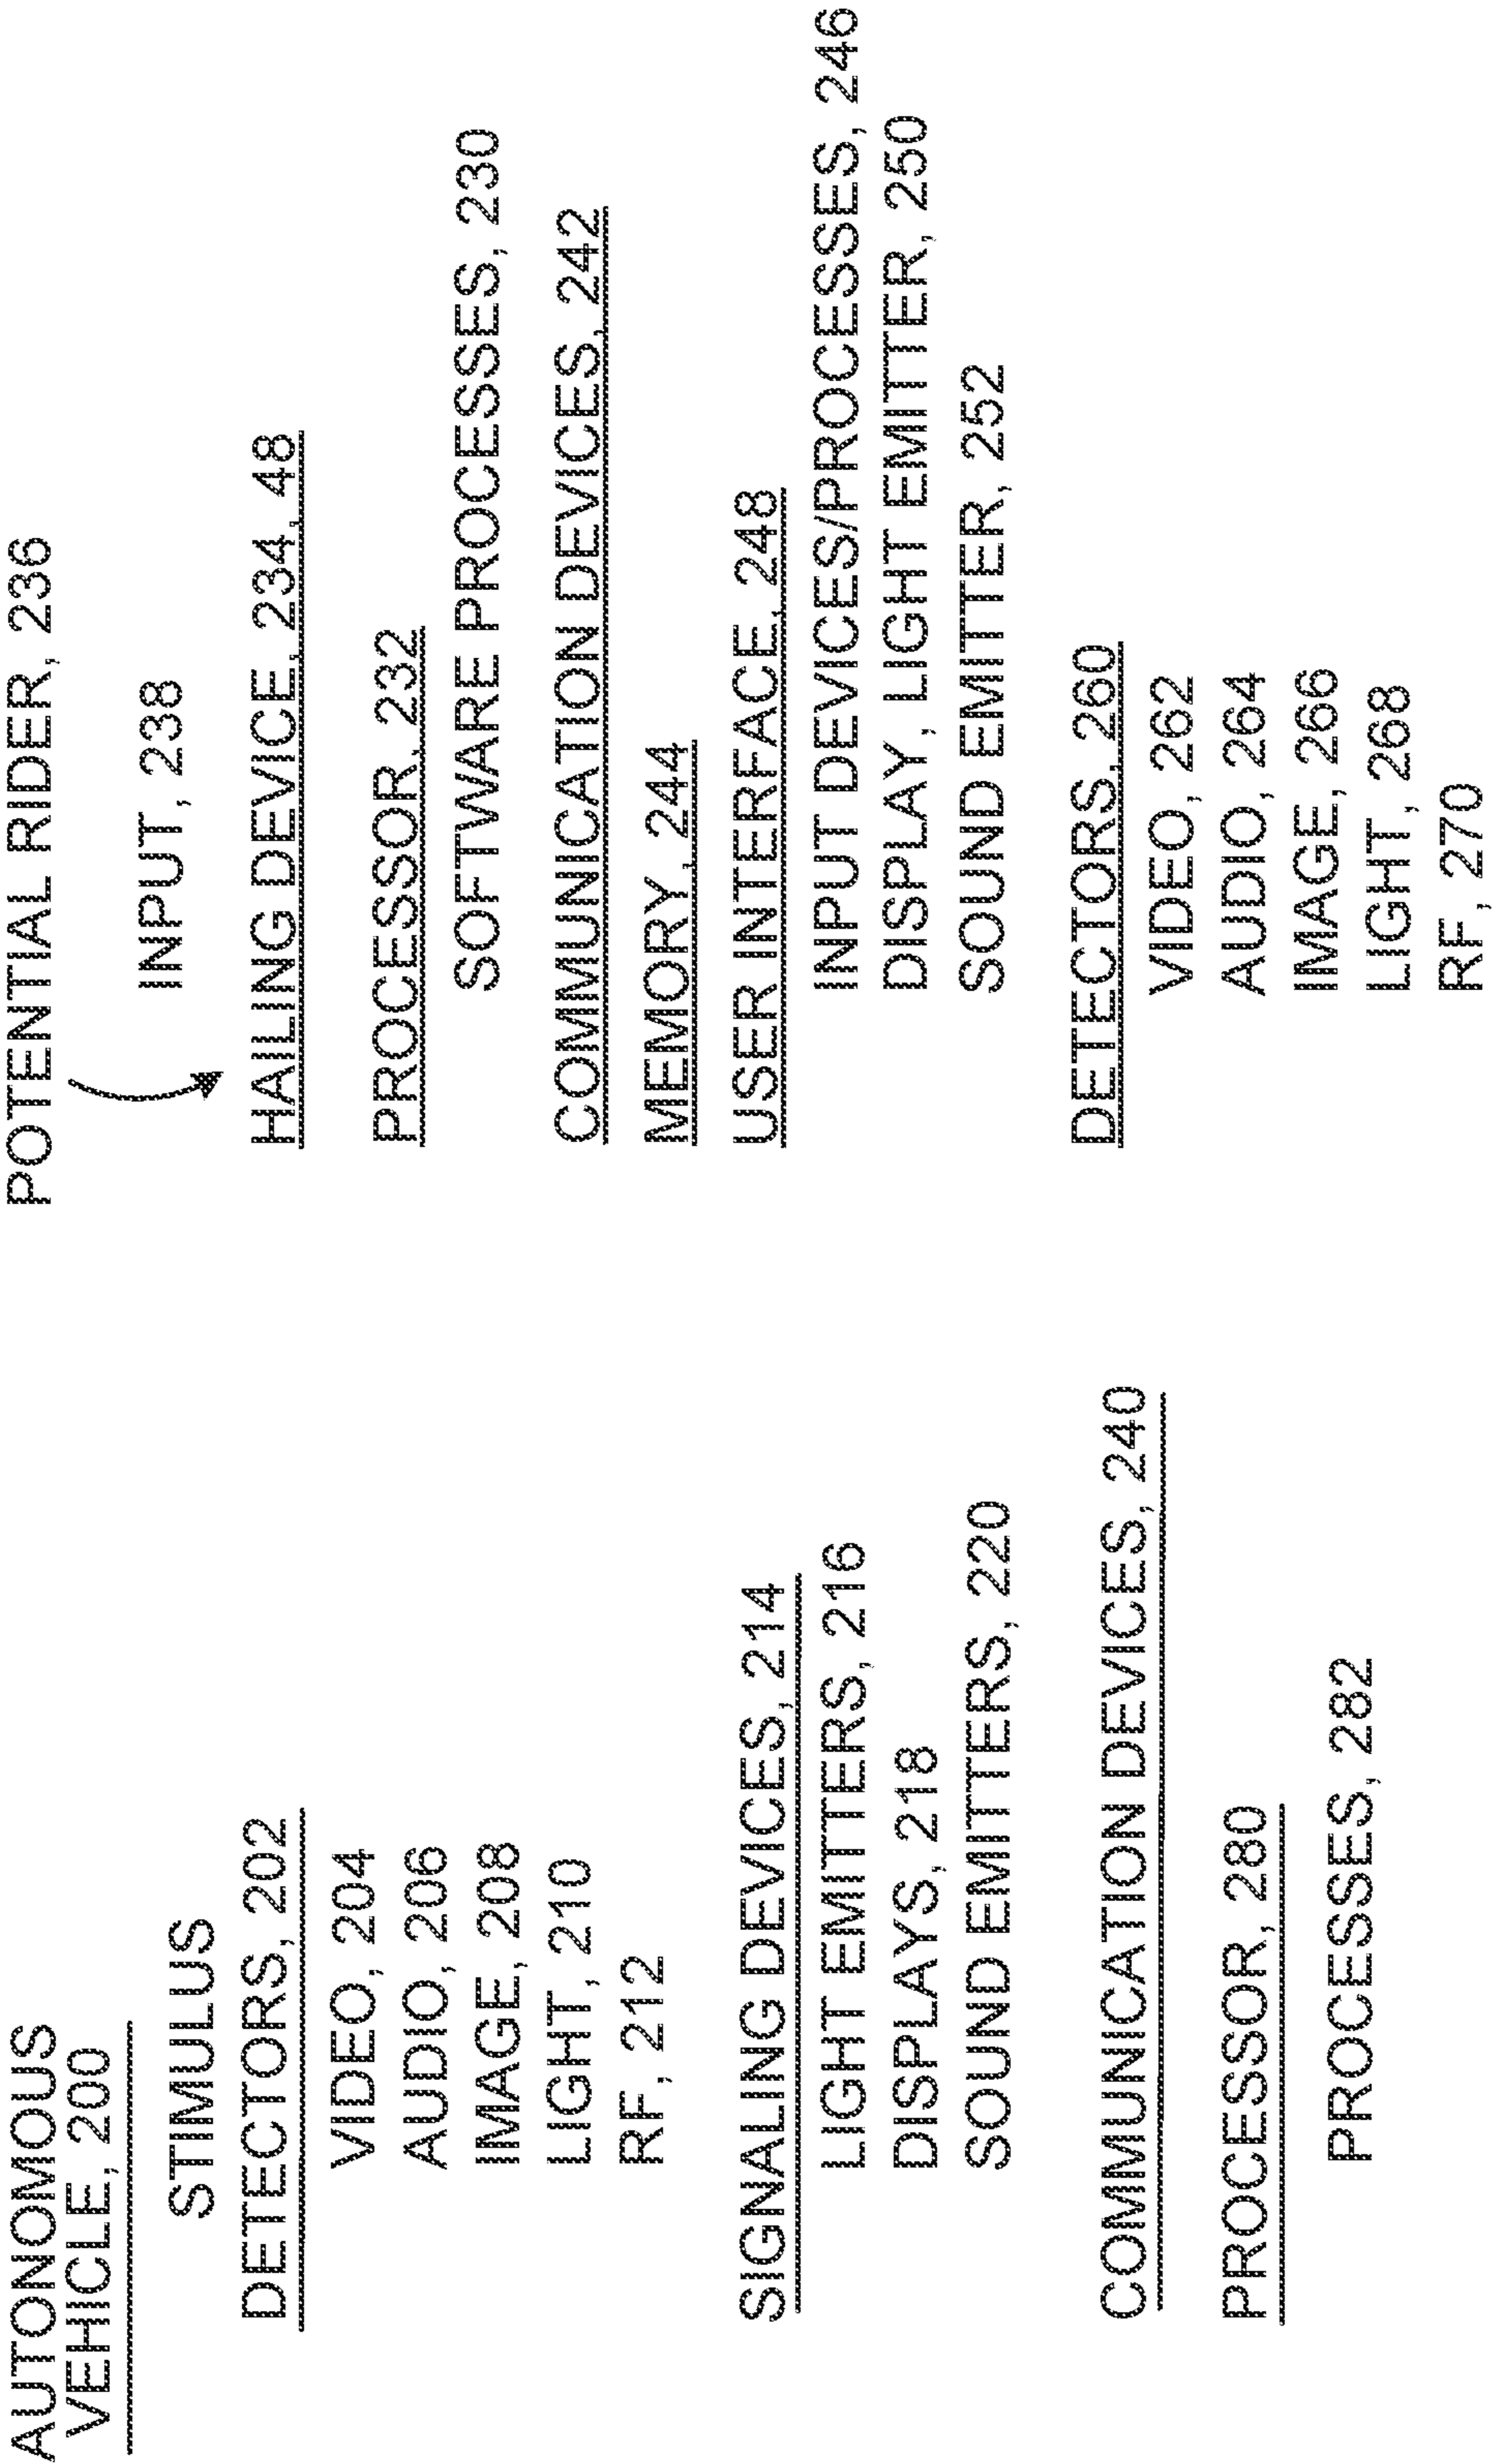 AUTONOMOUS
VEHICLE, 200
STIMULUS
DETECTORS, 202
VIDEO, 204
AUDIO, 206
IMAGE, 208
LIGHT, 210
RF, 212
SIGNALING DEVICES, 214
LIGHT EMITTERS, 216
DISPLAYS, 218
SOUND EMITTERS, 220
COMMUNICATION DEVICES, 240
PROCESSOR, 280
PROCESSES, 282
POTENTIAL RIDER, 236
INPUT, 238
HAILING DEVICE, 234, 48
PROCESSOR, 232
SOFTWARE PROCESSES, 230
COMMUNICATION DEVICES, 242
MEMORY, 244
USER INTERFACE, 248
INPUT DEVICES/PROCESSES, 246
DISPLAY, LIGHT EMITTER, 250
SOUND EMITTER, 252
DETECTORS, 260
VIDEO, 262
AUDIO, 264
IMAGE, 266
LIGHT, 268
RF, 270